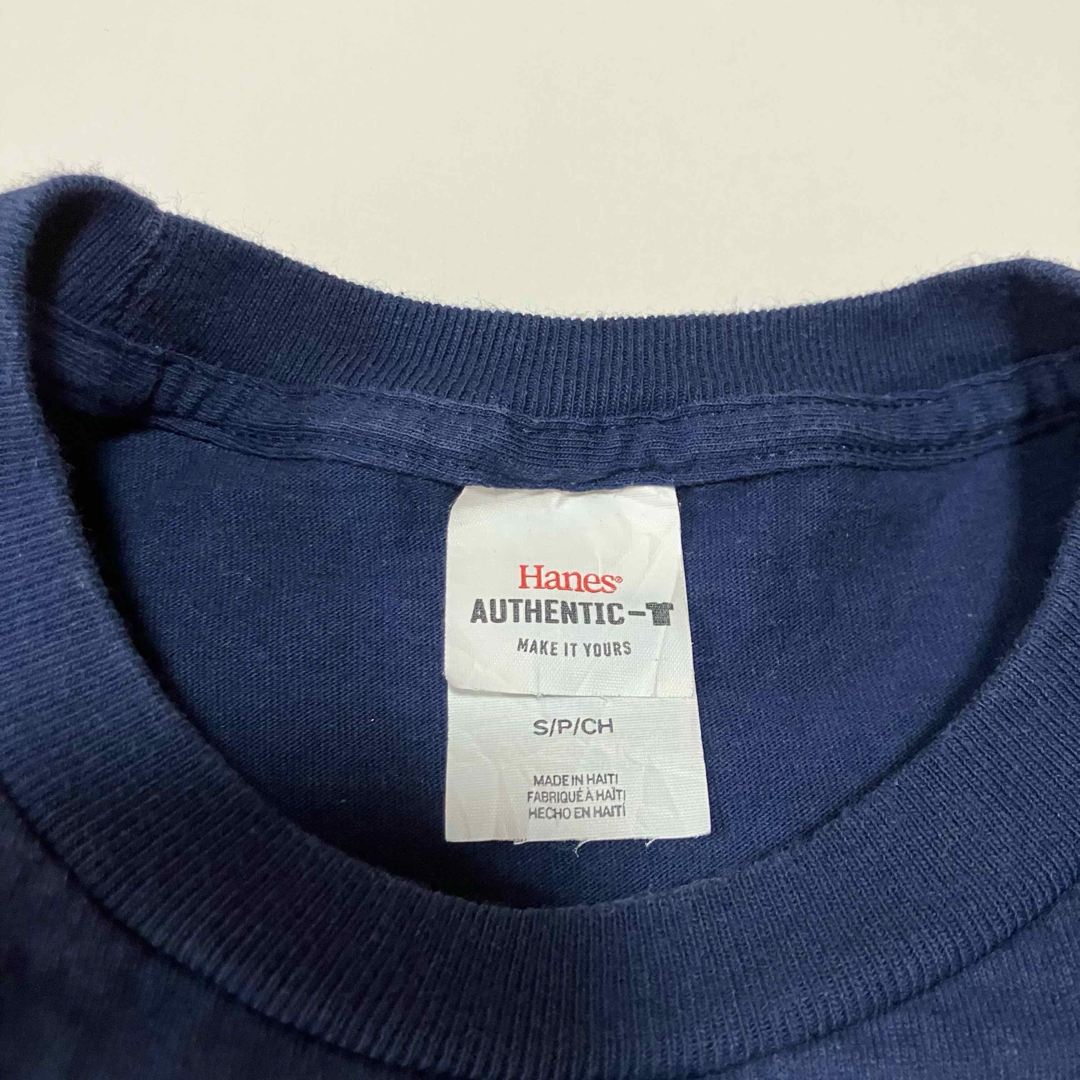 Hanes®
AUTHENTIC-T
MAKE IT YOURS
S/P/CH
MADE IN HAITI
FABRIQUÉ À HAÏTI
HECHO EN HAITÍ